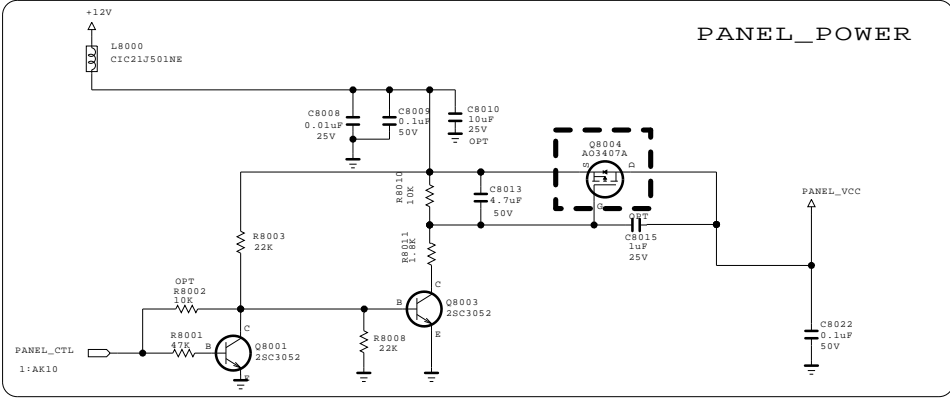 +12V
PANEL_POWER
L8000
CIC21J501NE
C8008
0.01uF
25V
C8009
0.1uF
50V
C8010
10uF
25V
OPT
Q8004
AO3407A
S
D
G
R8010
10K
C8013
4.7uF
50V
PANEL_VCC
OPT
C8015
1uF
25V
R8003
22K
R8011
1.8K
OPT
R8002
10K
C
B
Q8003
2SC3052
E
R8001
47K
B
C
Q8001
2SC3052
E
R8008
22K
C8022
0.1uF
50V
PANEL_CTL
1:AK10